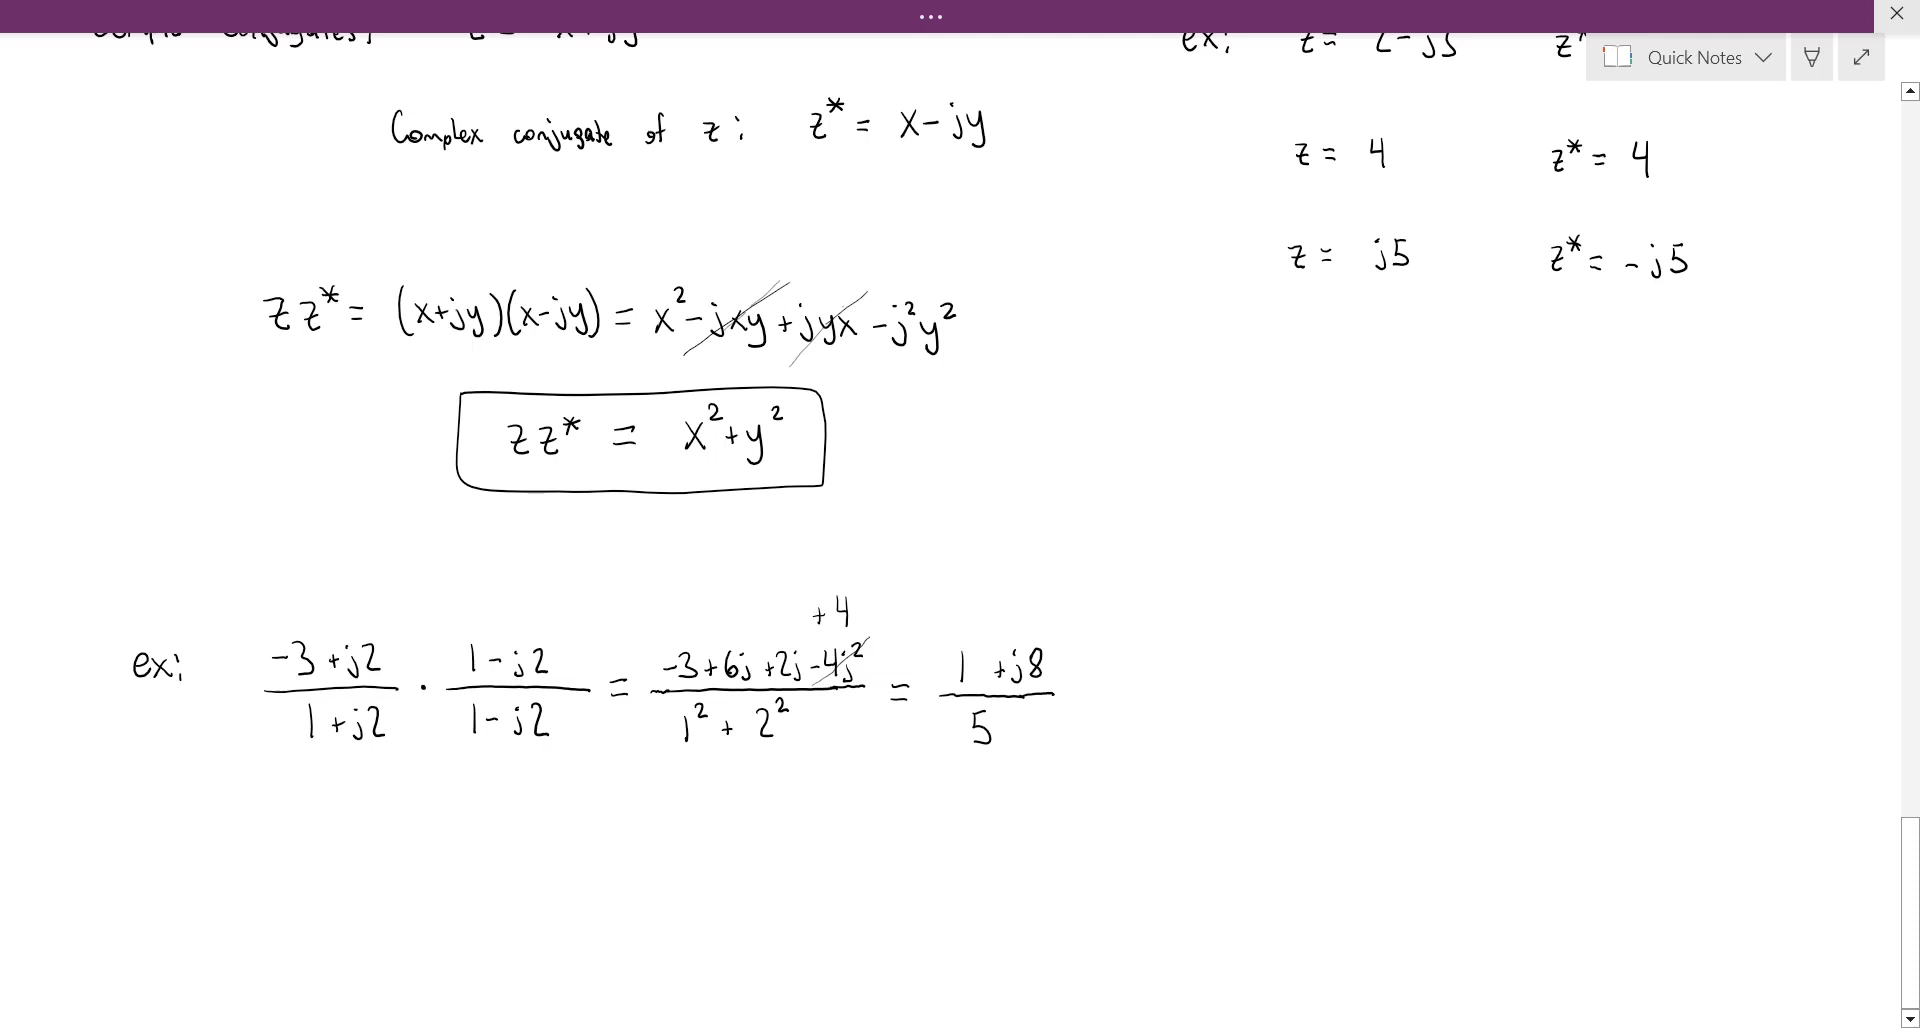 Quick Notes
ex: z = 2 - j5 z*
Complex conjugate of z: z* = x - jy
z = 4 z* = 4
z = j5 z* = -j5
zz* = (x+jy)(x-jy) = x² - jxy + jyx - j²y²
zz* = x² + y²
+4
ex: (-3+j2)/(1+j2) · (1-j2)/(1-j2) = (-3+6j+2j-4j²)/(1²+2²) = (1+j8)/5